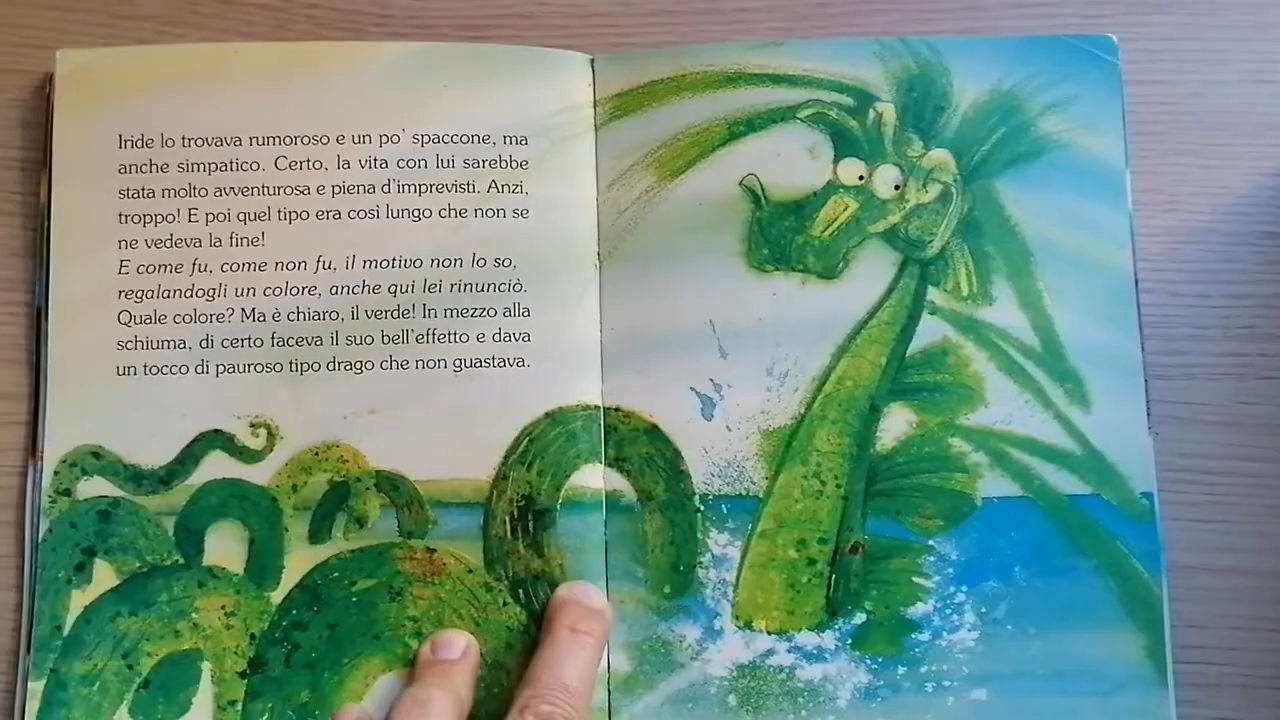 Iride lo trovava rumoroso e un po' spaccone, ma
anche simpatico. Certo, la vita con lui sarebbe
stata molto avventurosa e piena d'imprevisti. Anzi,
troppo! E poi quel tipo era così lungo che non se
ne vedeva la fine!
E come fu, come non fu, il motivo non lo so,
regalandogli un colore, anche qui lei rinunciò.
Quale colore? Ma è chiaro, il verde! In mezzo alla
schiuma, di certo faceva il suo bell'effetto e dava
un tocco di pauroso tipo drago che non guastava.